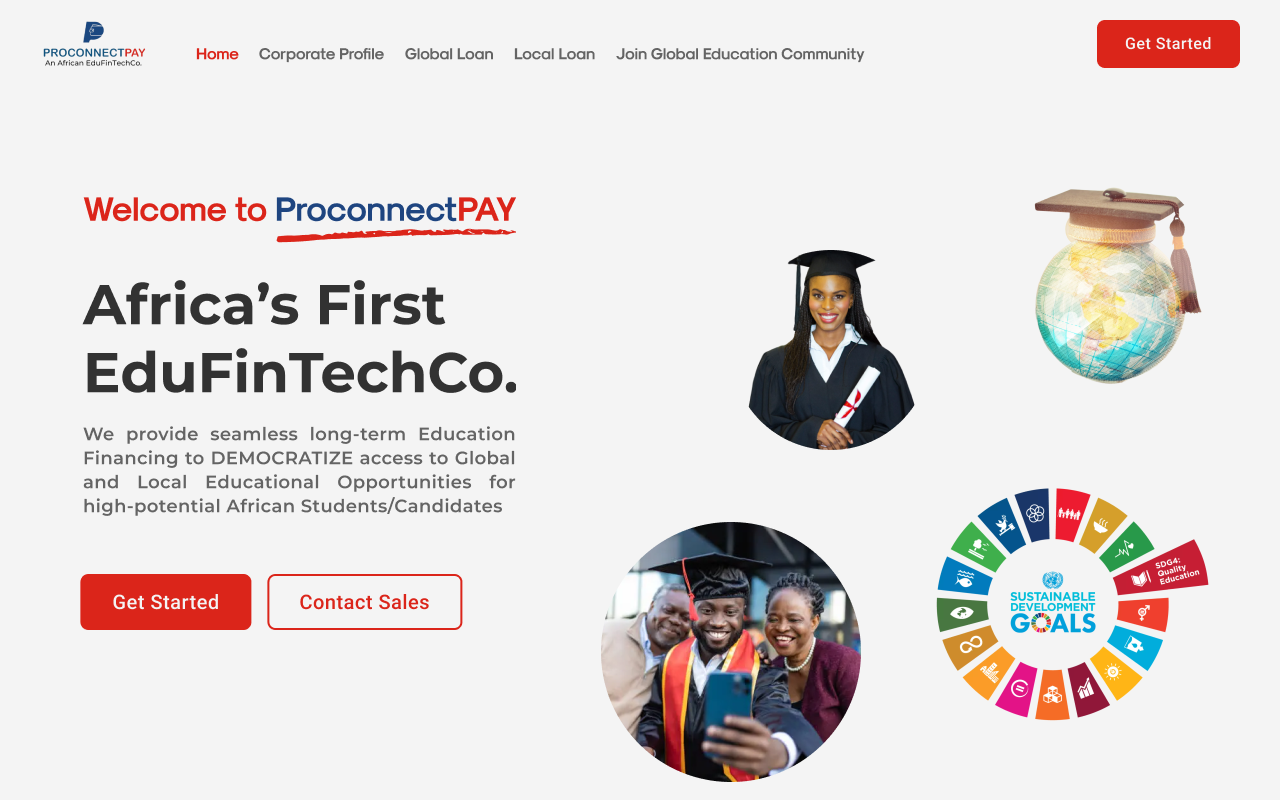 PROCONNECTPAY
An African EduFinTechCo.
Home
Corporate Profile
Global Loan
Local Loan
Join Global Education Community
Get Started
Welcome to ProconnectPAY
Africa’s First
EduFinTechCo.
We provide seamless long-term Education
Financing to DEMOCRATIZE access to Global
and Local Educational Opportunities for
high-potential African Students/Candidates
Get Started
Contact Sales
SDG4:
Quality
Education
SUSTAINABLE
DEVELOPMENT
GOALS